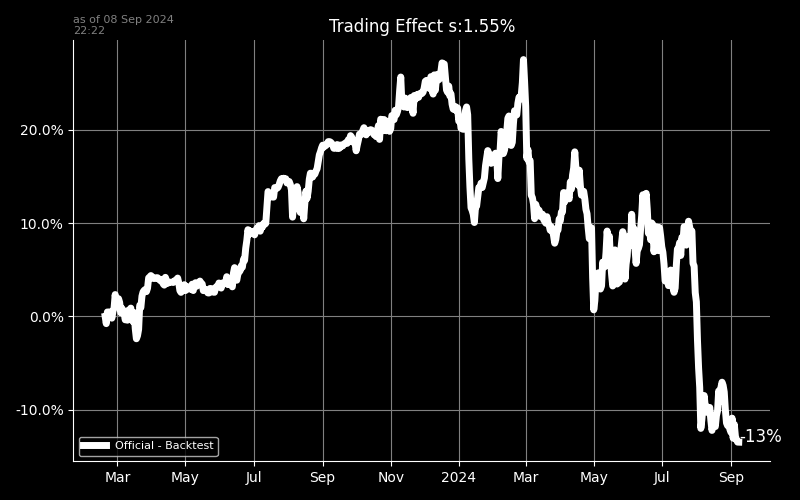 as of 08 Sep 2024
22:22
Trading Effect s:1.55%
20.0%
10.0%
0.0%
-10.0%
-13%
Official - Backtest
Mar May Jul Sep Nov 2024 Mar May Jul Sep